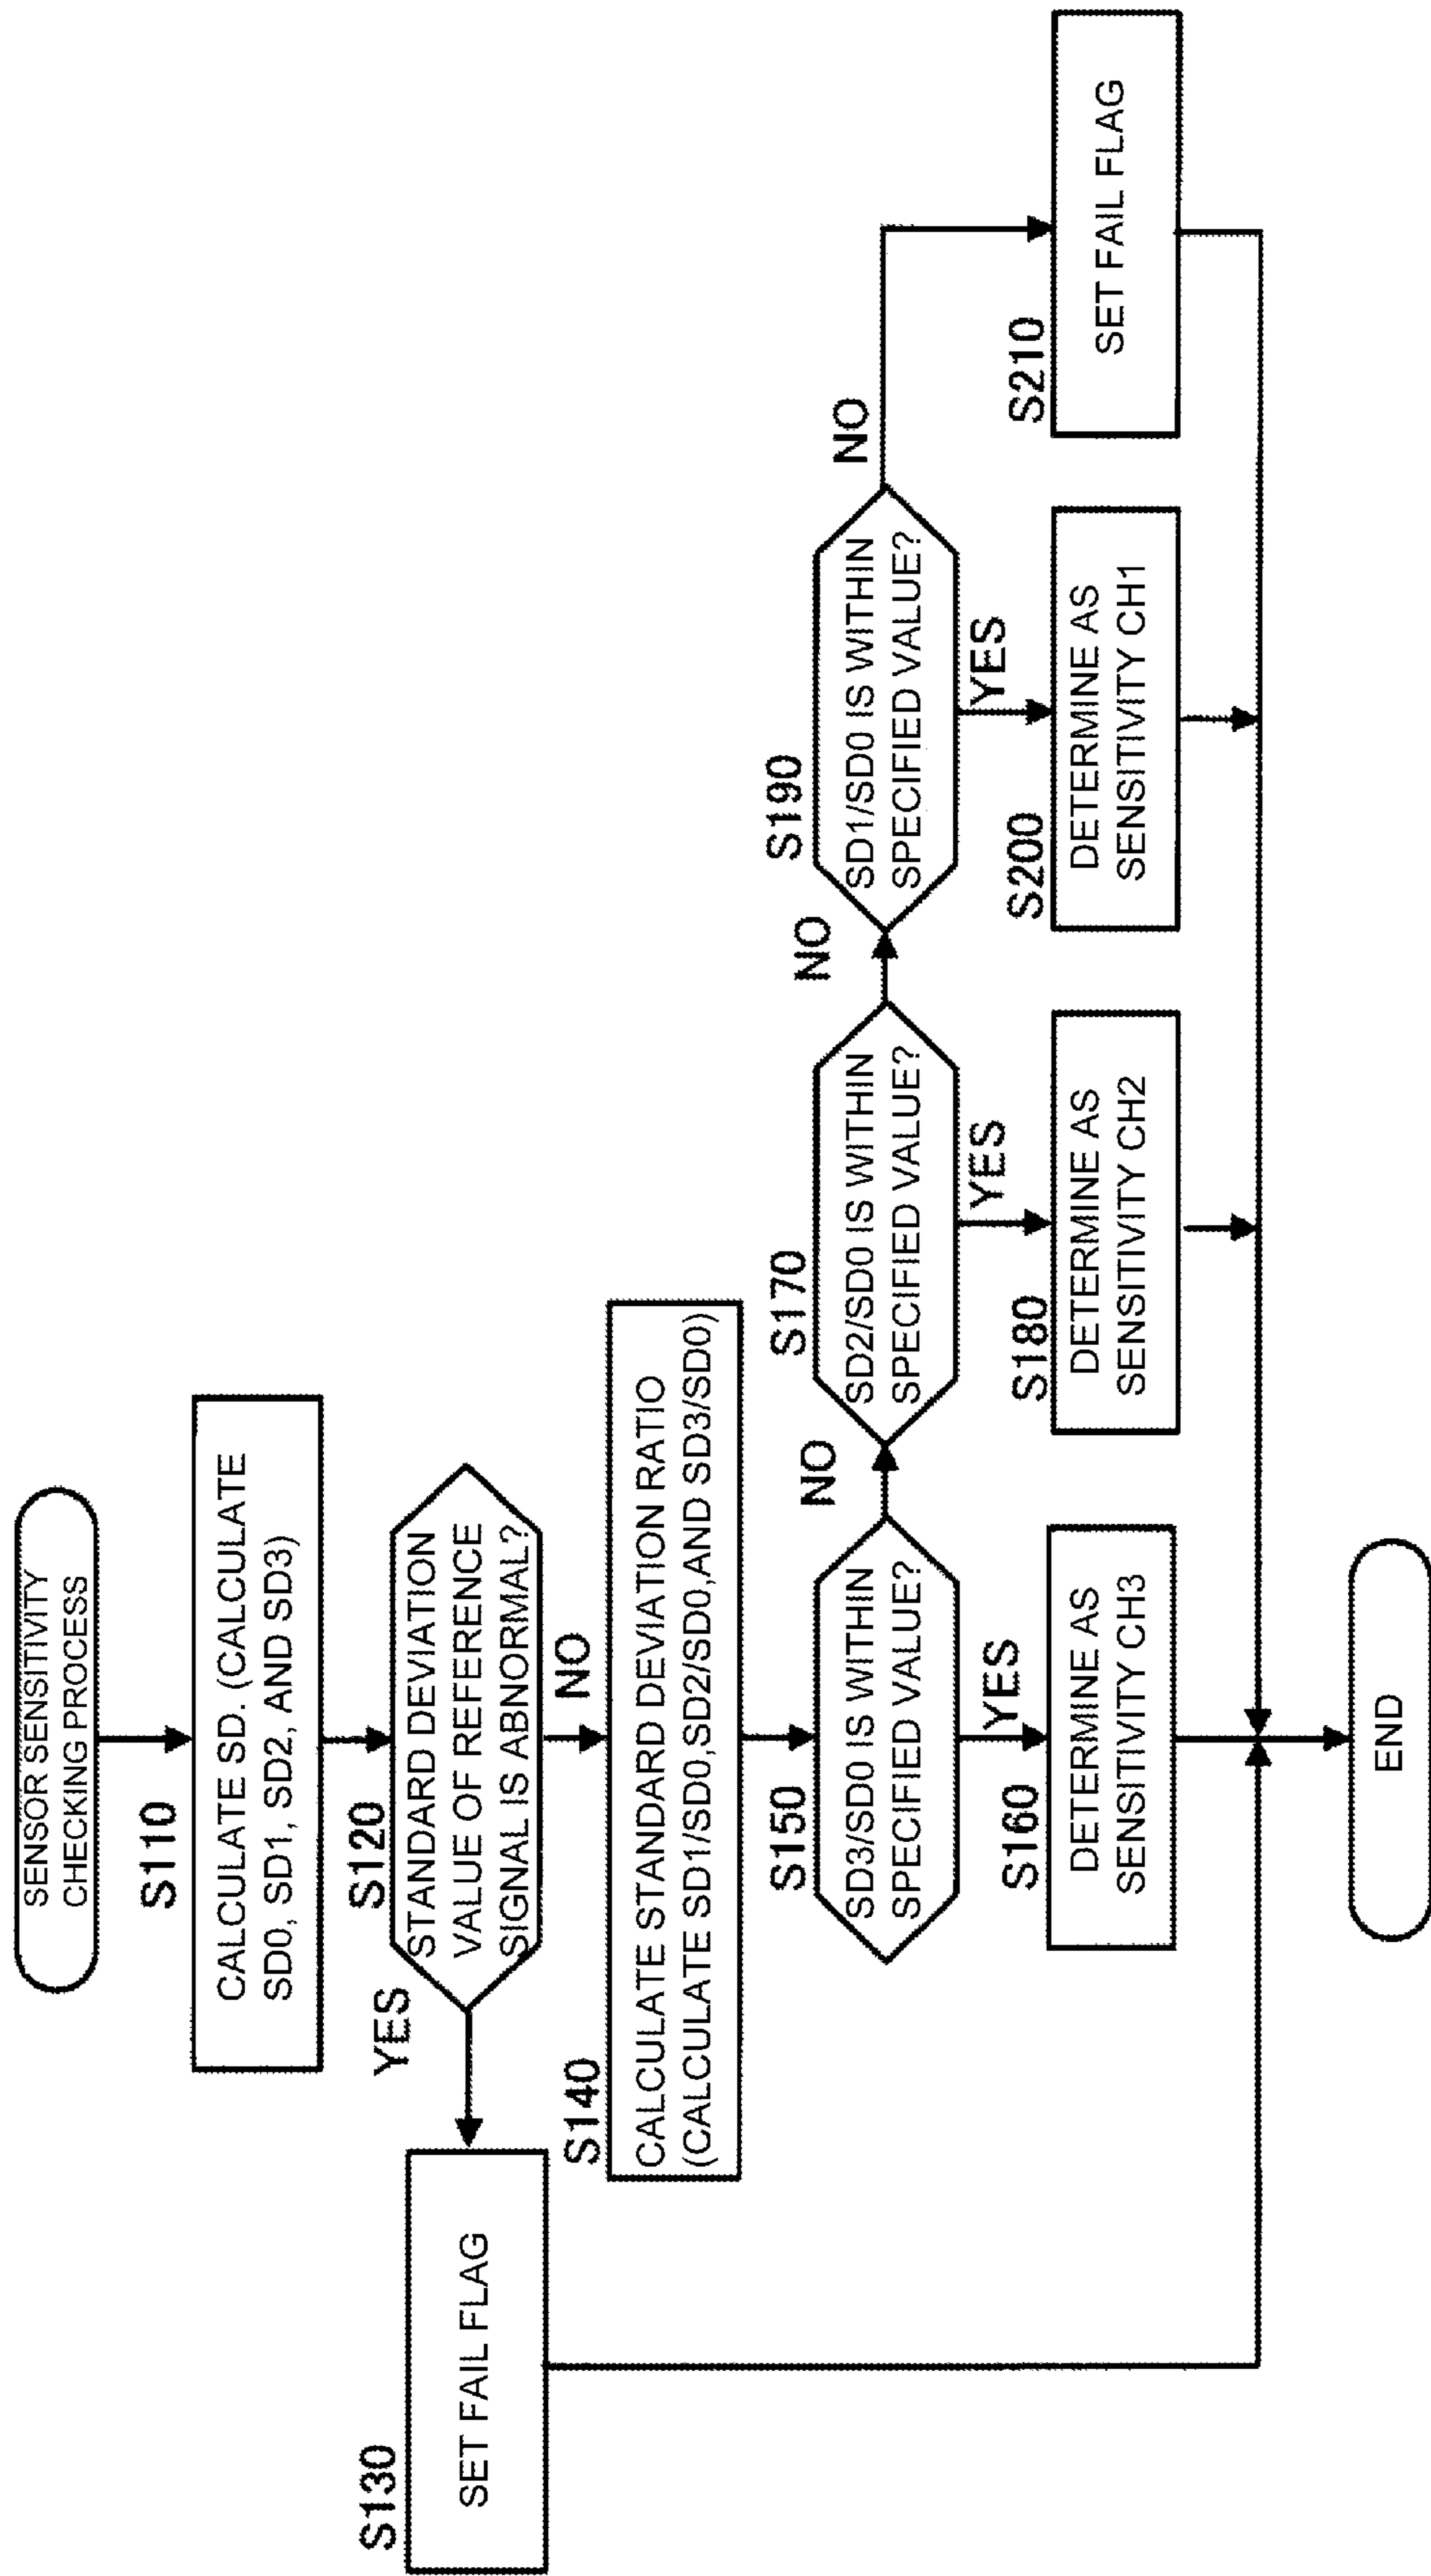 SENSOR SENSITIVITY
CHECKING PROCESS
S110
CALCULATE SD. (CALCULATE
SD0, SD1, SD2, AND SD3)
S120
STANDARD DEVIATION
VALUE OF REFERENCE
SIGNAL IS ABNORMAL?
YES
NO
S130
SET FAIL FLAG
S140
CALCULATE STANDARD DEVIATION RATIO
(CALCULATE SD1/SD0,SD2/SD0,AND SD3/SD0)
S150
SD3/SD0 IS WITHIN
SPECIFIED VALUE?
NO
YES
S160
DETERMINE AS
SENSITIVITY CH3
S170
SD2/SD0 IS WITHIN
SPECIFIED VALUE?
NO
YES
S180
DETERMINE AS
SENSITIVITY CH2
S190
SD1/SD0 IS WITHIN
SPECIFIED VALUE?
NO
YES
S200
DETERMINE AS
SENSITIVITY CH1
S210
SET FAIL FLAG
END